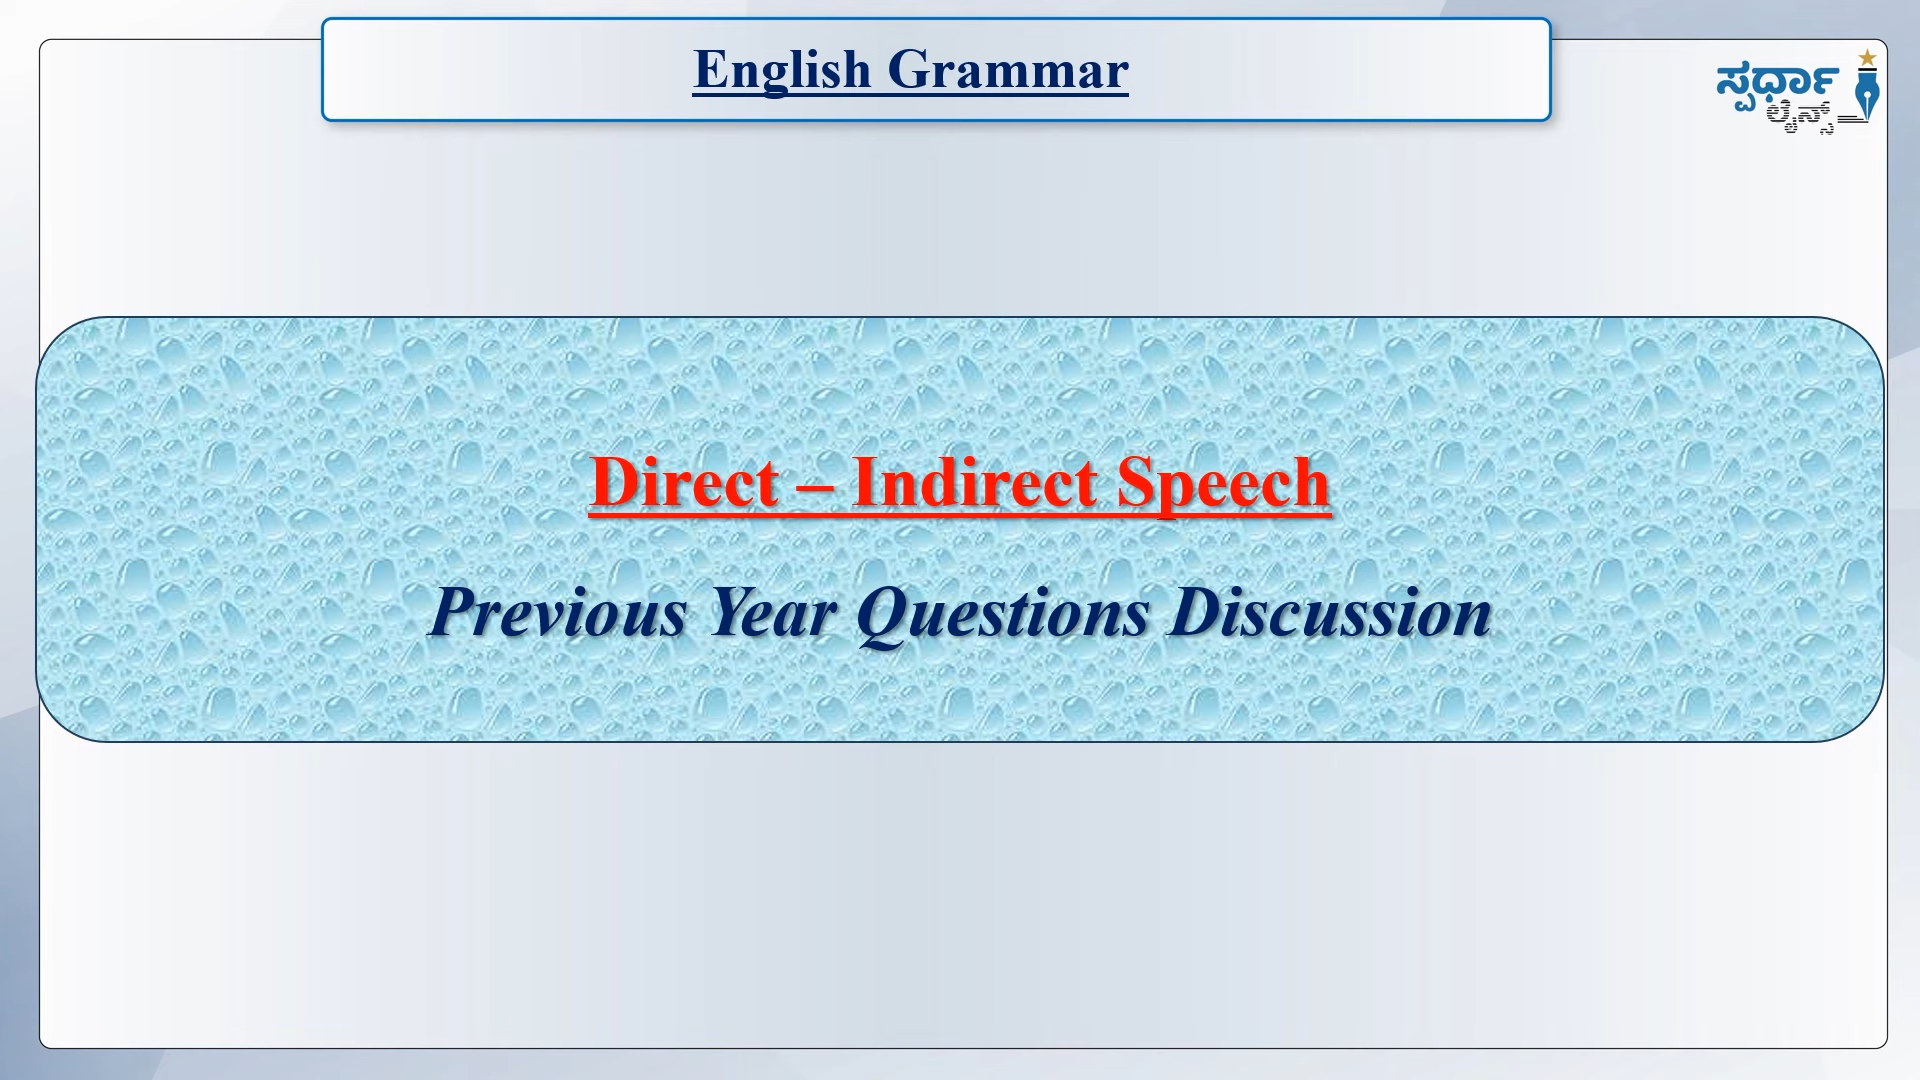 English Grammar
ಸ್ಪರ್ಧಾ
ಲೈನ್ಸ್
Direct – Indirect Speech
Previous Year Questions Discussion